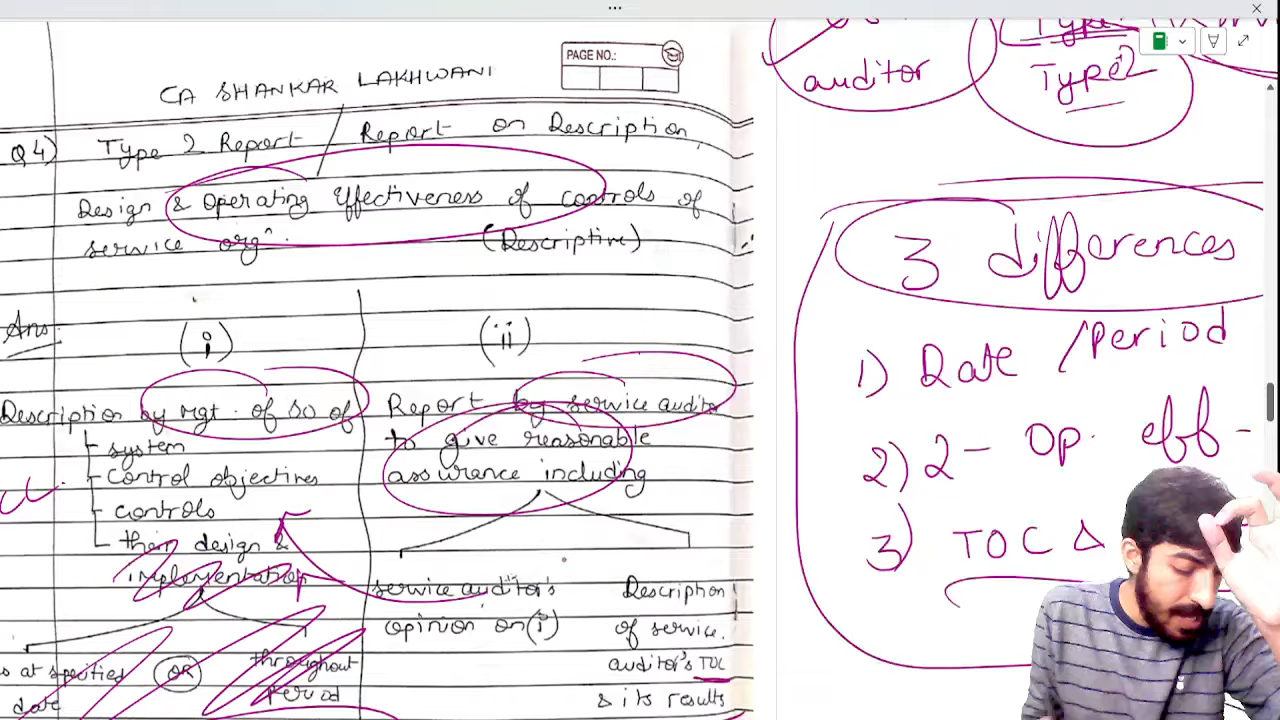 PAGE NO.:
CA SHANKAR LAKHWANI
Q4) Type 2 Report / Report on Description,
Design & Operating Effectiveness of controls of
service orgⁿ. (Descriptive)
Ans.
(i)
Description by mgt. of SO of
system
Control objectives
controls
their design &
implementation
as at specified
date
OR
throughout
period
(ii)
Report by service auditor
to give reasonable
assurance including
service auditor's
opinion on (i)
Description
of service.
auditor's TOC
& its results
auditor
Type 2
3 differences
1) Date / Period
2) 2 - Op. eff -
3) TOC Δ